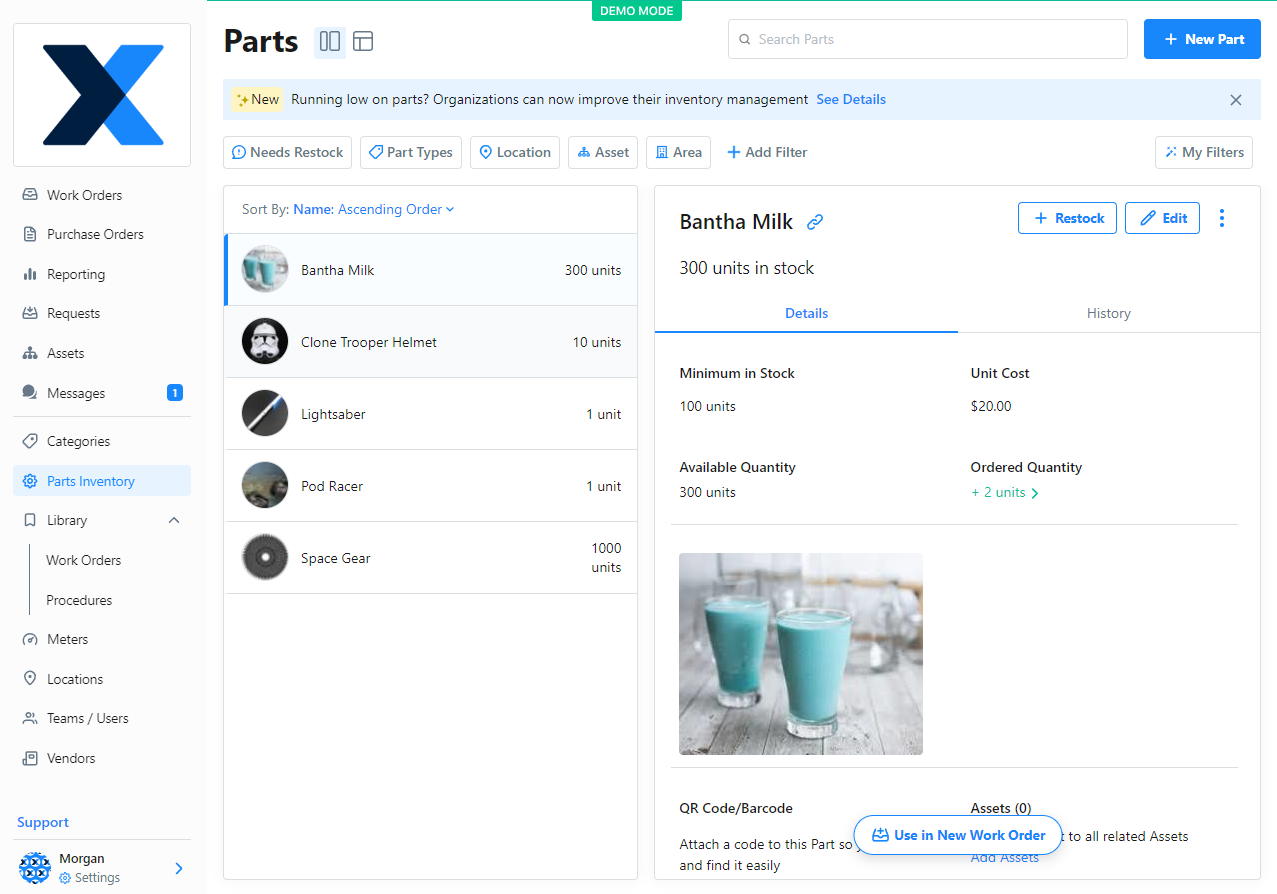 DEMO MODE
Parts
Search Parts
New Part
New Running low on parts? Organizations can now improve their inventory management See Details
Needs Restock
Part Types
Location
Asset
Area
Add Filter
My Filters
Work Orders
Purchase Orders
Reporting
Requests
Assets
Messages 1
Categories
Parts Inventory
Library
Work Orders
Procedures
Meters
Locations
Teams / Users
Vendors
Support
Morgan
Settings
Sort By: Name: Ascending Order
Bantha Milk 300 units
Clone Trooper Helmet 10 units
Lightsaber 1 unit
Pod Racer 1 unit
Space Gear 1000
units
Bantha Milk
Restock
Edit
300 units in stock
Details
History
Minimum in Stock
100 units
Unit Cost
$20.00
Available Quantity
300 units
Ordered Quantity
+ 2 units
QR Code/Barcode
Attach a code to this Part so
and find it easily
Assets (0)
to all related Assets
Add Assets
Use in New Work Order